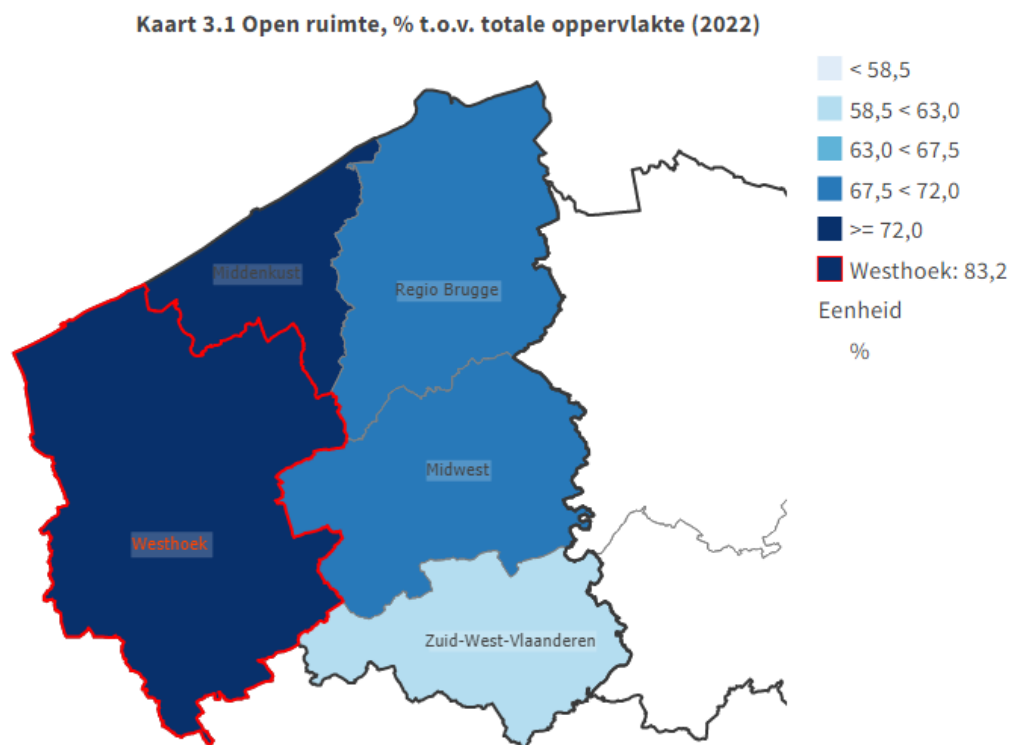 Kaart 3.1 Open ruimte, % t.o.v. totale oppervlakte (2022)
< 58,5
58,5 < 63,0
63,0 < 67,5
67,5 < 72,0
>= 72,0
Westhoek: 83,2
Eenheid
%
Middenkust
Regio Brugge
Midwest
Westhoek
Zuid-West-Vlaanderen